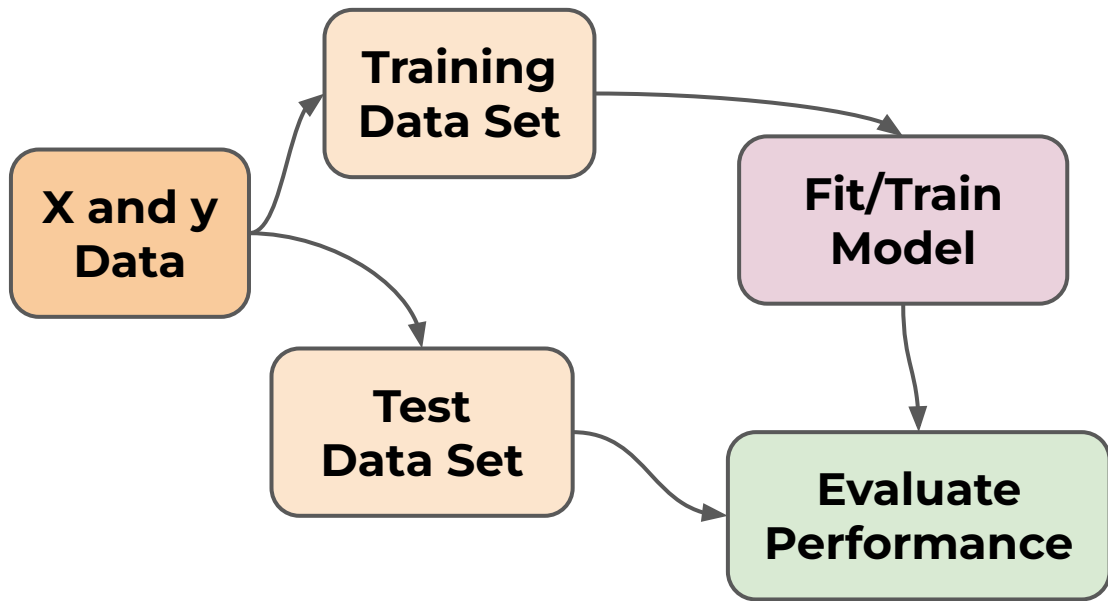 Training
Data Set
X and y
Data
Fit/Train
Model
Test
Data Set
Evaluate
Performance